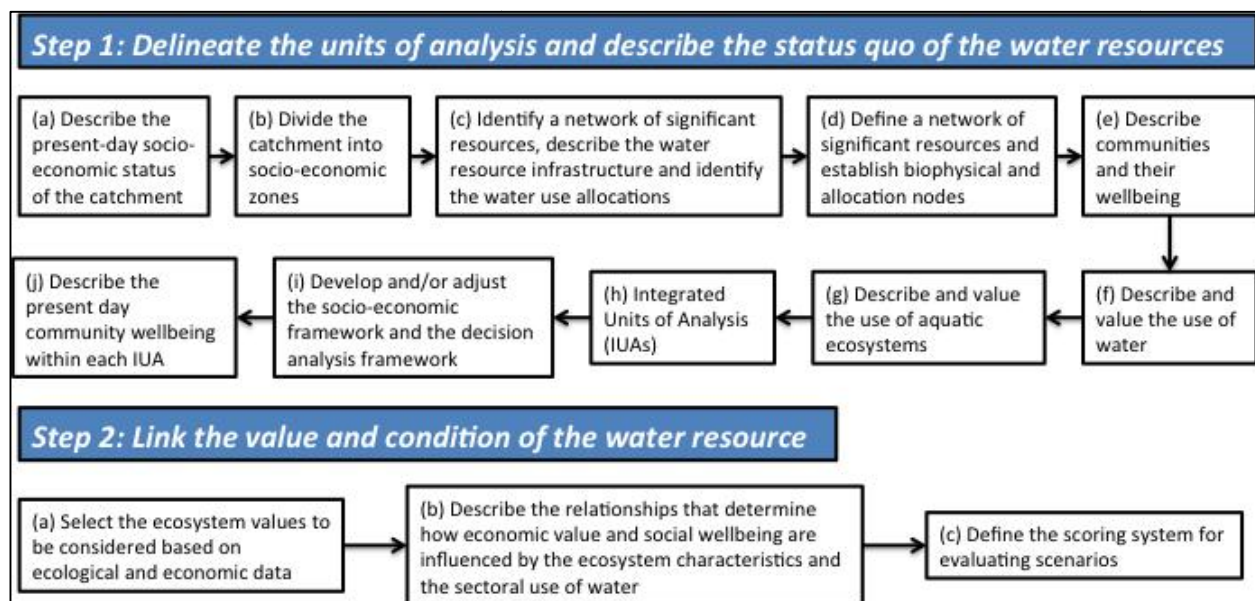 Step 1: Delineate the units of analysis and describe the status quo of the water resources
(a) Describe the
present-day socio-
economic status
of the catchment
(b) Divide the
catchment into
socio-economic
zones
(c) Identify a network of significant
resources, describe the water
resource infrastructure and identify
the water use allocations
(d) Define a network of
significant resources and
establish biophysical and
allocation nodes
(e) Describe
communities
and their
wellbeing
(f) Describe and
value the use of
water
(g) Describe and value
the use of aquatic
ecosystems
(h) Integrated
Units of Analysis
(IUAs)
(i) Develop and/or adjust
the socio-economic
framework and the decision
analysis framework
(j) Describe the
present day
community wellbeing
within each IUA
Step 2: Link the value and condition of the water resource
(a) Select the ecosystem values to
be considered based on
ecological and economic data
(b) Describe the relationships that determine
how economic value and social wellbeing are
influenced by the ecosystem characteristics and
the sectoral use of water
(c) Define the scoring system for
evaluating scenarios